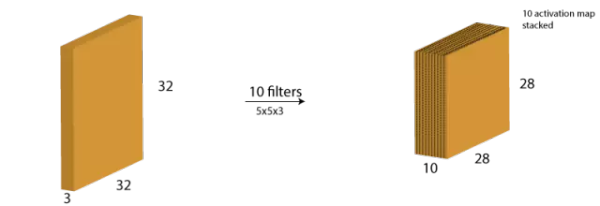 10 activation map
stacked
32
10 filters
5x5x3
28
32
3
28
10